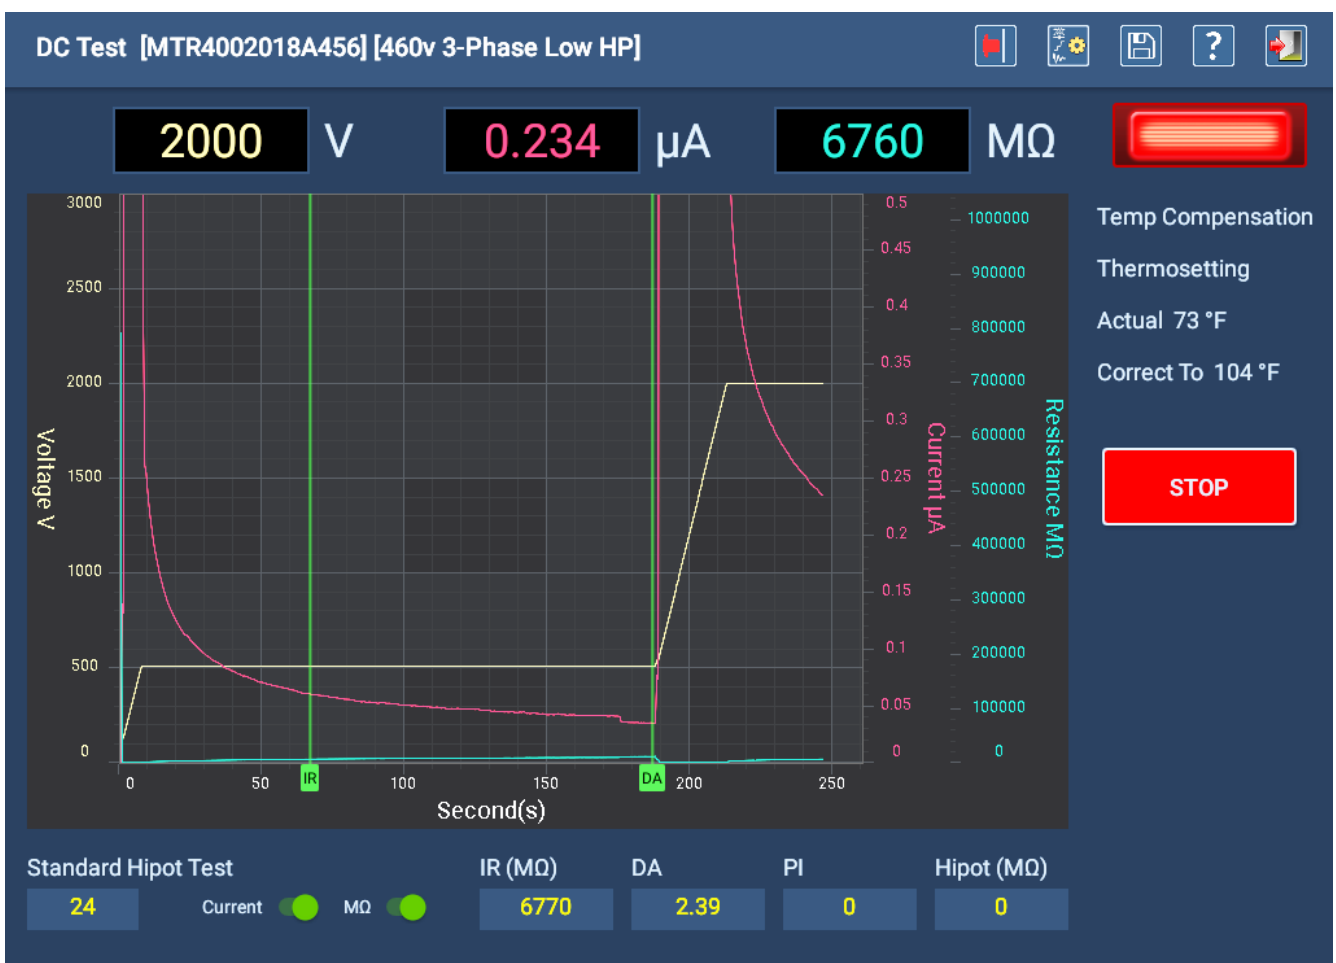 DC Test [MTR4002018A456] [460v 3-Phase Low HP]
?
2000 V 0.234 µA 6760 MΩ
Temp Compensation
Thermosetting
Actual 73 °F
Correct To 104 °F
STOP
Voltage V
3000
2500
2000
1500
1000
500
0
0.5
0.45
0.4
0.35
0.3
0.25
0.2
0.15
0.1
0.05
0
Current µA
1000000
900000
800000
700000
600000
500000
400000
300000
200000
100000
0
Resistance MΩ
0 50 IR 100 150 DA 200 250
Second(s)
Standard Hipot Test IR (MΩ) DA PI Hipot (MΩ)
24 Current MΩ 6770 2.39 0 0